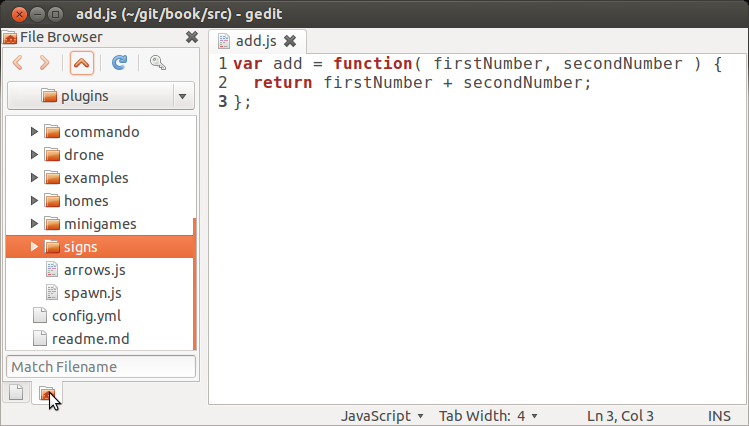 add.js (~/git/book/src) - gedit
File Browser
plugins
commando
drone
examples
homes
minigames
signs
arrows.js
spawn.js
config.yml
readme.md
Match Filename
add.js
1 var add = function( firstNumber, secondNumber ) {
2   return firstNumber + secondNumber;
3 };
JavaScript Tab Width: 4 Ln 3, Col 3 INS